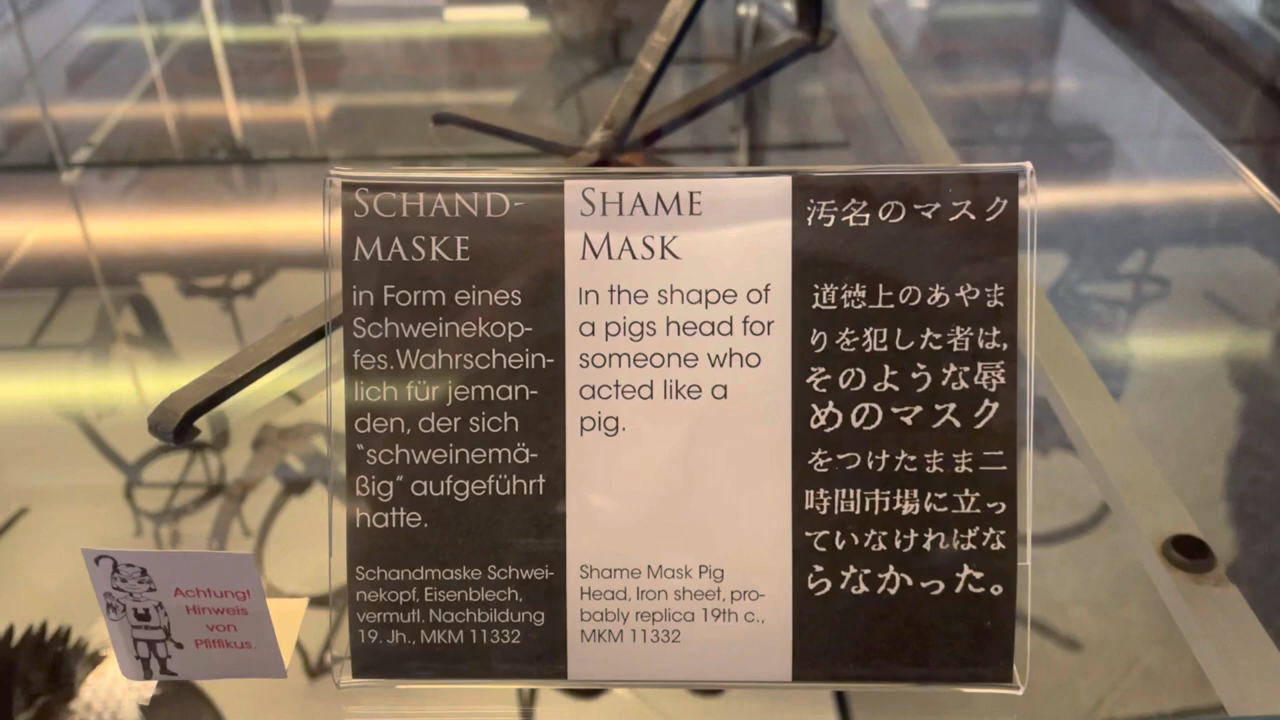 SCHAND-
MASKE
in Form eines
Schweinekop-
fes.Wahrschein-
lich für jeman-
den, der sich
"schweinemä-
ßig" aufgeführt
hatte.
Schandmaske Schwei-
nekopf, Eisenblech,
vermutl. Nachbildung
19. Jh., MKM 11332
SHAME
MASK
In the shape of
a pigs head for
someone who
acted like a
pig.
Shame Mask Pig
Head, Iron sheet, pro-
bably replica 19th c.,
MKM 11332
汚名のマスク
道徳上のあやま
りを犯した者は,
そのような辱
めのマスク
をつけたまま二
時間市場に立っ
ていなければな
らなかった。
Achtung!
Hinweis
von
Pfiffikus.